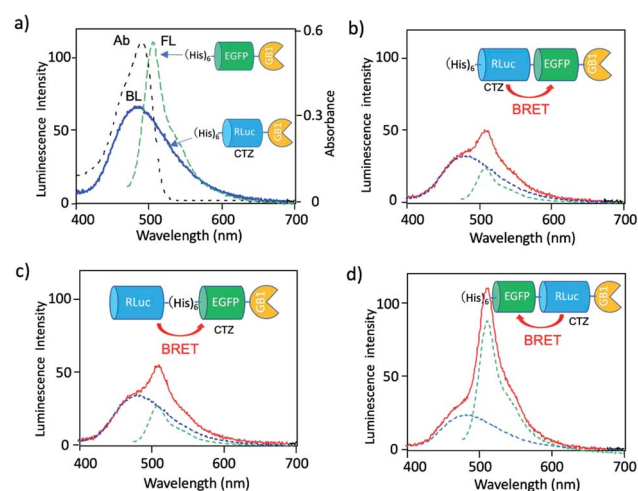 a)
Luminescence Intensity
100
50
0
Ab
FL
BL
(His)6
EGFP
GB1
(His)6
RLuc
GB1
CTZ
0.6
0.3
0
Absorbance
400
500
600
700
Wavelength (nm)
b)
Luminescence Intensity
100
50
0
(His)6
RLuc
EGFP
GB1
CTZ
BRET
400
500
600
700
Wavelength (nm)
c)
Luminescence Intensity
100
50
0
RLuc
(His)6
EGFP
GB1
CTZ
BRET
400
500
600
700
Wavelength (nm)
d)
Luminescence intensity
100
50
0
(His)6
EGFP
RLuc
GB1
CTZ
BRET
400
500
600
700
Wavelength (nm)